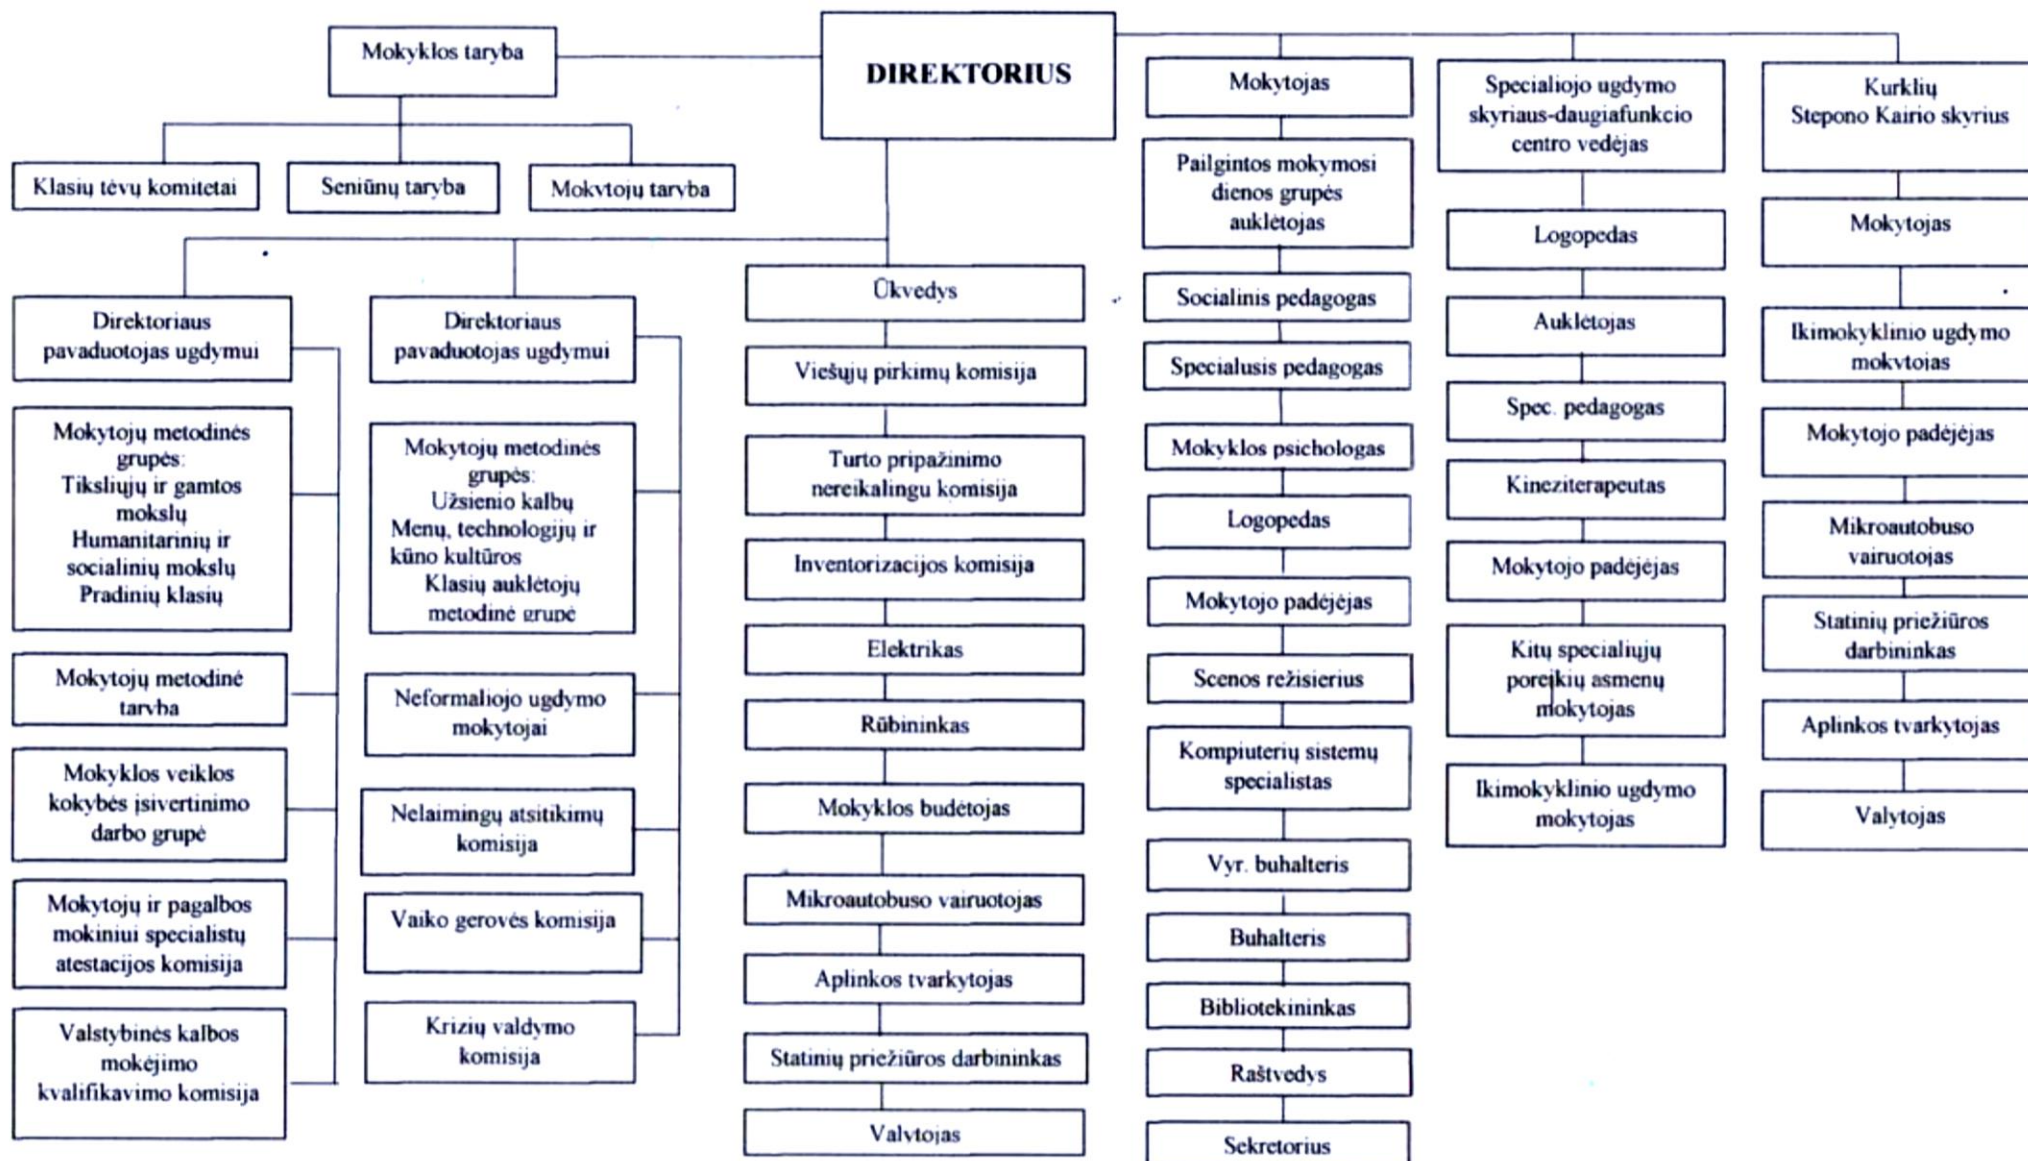 Mokyklos taryba
DIREKTORIUS
Klasių tėvų komitetai
Seniūnų taryba
Mokytojų taryba
Direktoriaus
pavaduotojas ugdymui
Mokytojų metodinės
grupės:
Tiksliųjų ir gamtos
mokslų
Humanitarinių ir
socialinių mokslų
Pradinių klasių
Mokytojų metodinė
taryba
Mokyklos veiklos
kokybės įsivertinimo
darbo grupė
Mokytojų ir pagalbos
mokiniui specialistų
atestacijos komisija
Valstybinės kalbos
mokėjimo
kvalifikavimo komisija
Direktoriaus
pavaduotojas ugdymui
Mokytojų metodinės
grupės:
Užsienio kalbų
Menų, technologijų ir
kūno kultūros
Klasių auklėtojų
metodinė grupė
Neformaliojo ugdymo
mokytojai
Nelaimingų atsitikimų
komisija
Vaiko gerovės komisija
Krizių valdymo
komisija
Ūkvedys
Viešųjų pirkimų komisija
Turto pripažinimo
nereikalingu komisija
Inventorizacijos komisija
Elektrikas
Rūbininkas
Mokyklos budėtojas
Mikroautobuso vairuotojas
Aplinkos tvarkytojas
Statinių priežiūros darbininkas
Valytojas
Mokytojas
Pailgintos mokymosi
dienos grupės
auklėtojas
Socialinis pedagogas
Specialusis pedagogas
Mokyklos psichologas
Logopedas
Mokytojo padėjėjas
Scenos režisierius
Kompiuterių sistemų
specialistas
Vyr. buhalteris
Buhalteris
Bibliotekininkas
Raštvedys
Sekretorius
Specialiojo ugdymo
skyriaus-daugiafunkcio
centro vedėjas
Logopedas
Auklėtojas
Spec. pedagogas
Kineziterapeutas
Mokytojo padėjėjas
Kitų specialiųjų
poreikių asmenų
mokytojas
Ikimokyklinio ugdymo
mokytojas
Kurklių
Stepono Kairio skyrius
Mokytojas
Ikimokyklinio ugdymo
mokytojas
Mokytojo padėjėjas
Mikroautobuso
vairuotojas
Statinių priežiūros
darbininkas
Aplinkos tvarkytojas
Valytojas